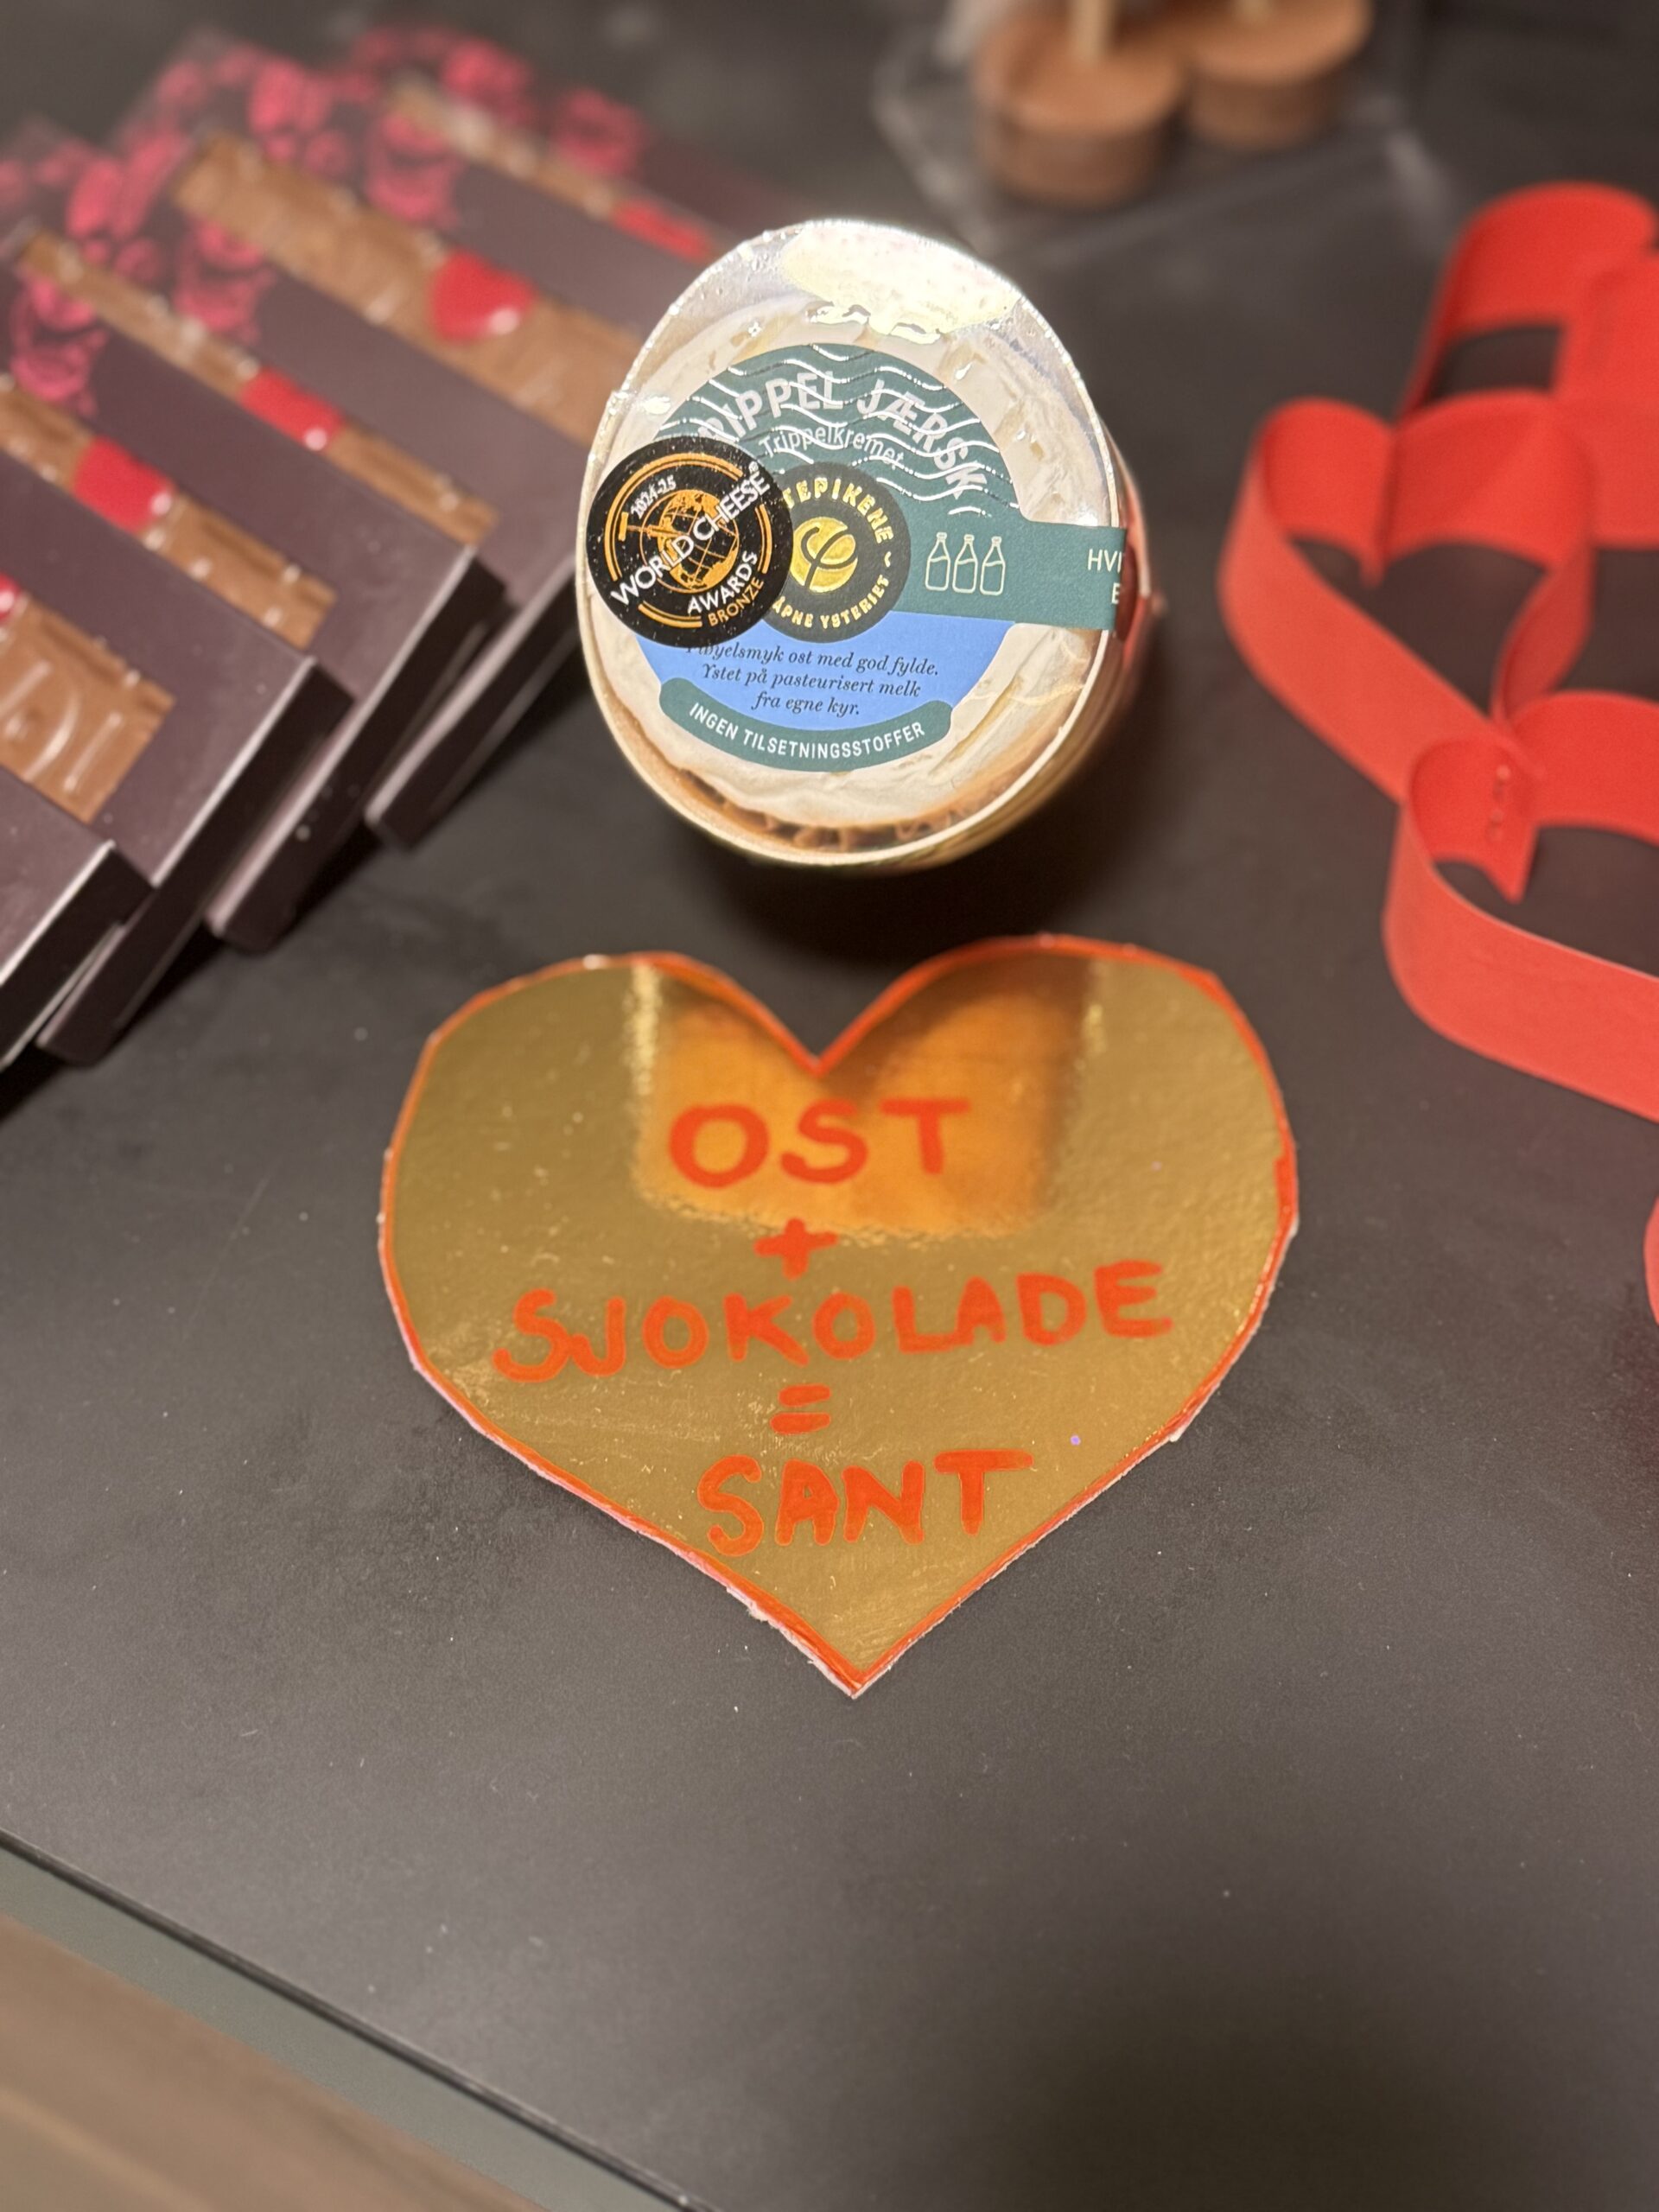 JÆRSK
Trippelkremet
2024-25
WORLD CHEESE
AWARDS
BRONZE
HVI
E
ost med god fylde.
Ystet på pasteurisert melk
fra egne kyr.
INGEN TILSETNINGSSTOFFER
OST
+
SJOKOLADE
=
SANT